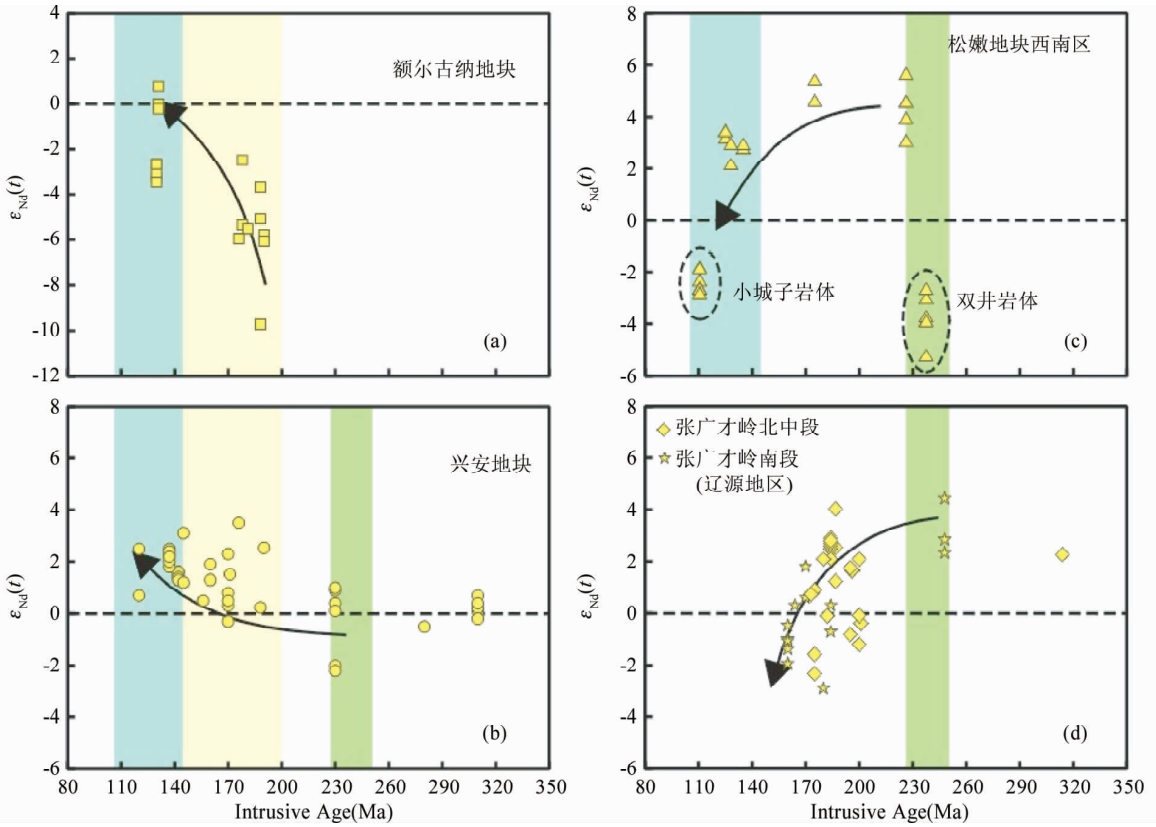 4
2
0
-2
-4
-6
-8
-10
-12
εNd(t)
额尔古纳地块
(a)
8
6
4
2
0
-2
-4
-6
εNd(t)
松嫩地块西南区
小城子岩体
双井岩体
(c)
8
6
4
2
0
-2
-4
-6
εNd(t)
兴安地块
(b)
80 110 140 170 200 230 260 290 320 350
Intrusive Age(Ma)
8
6
4
2
0
-2
-4
-6
εNd(t)
张广才岭北中段
张广才岭南段
(辽源地区)
(d)
80 110 140 170 200 230 260 290 320 350
Intrusive Age(Ma)